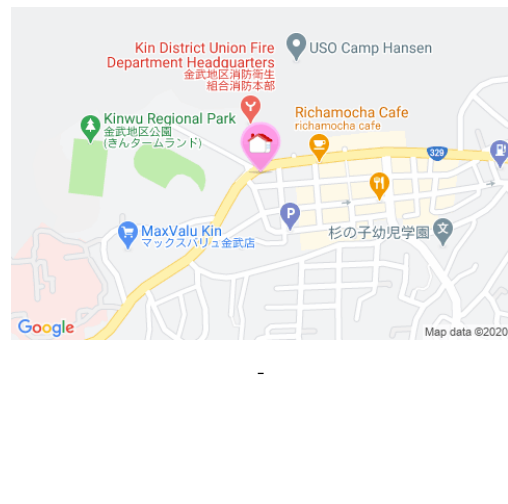 Kin District Union Fire
Department Headquarters
金武地区消防衛生
組合消防本部
USO Camp Hansen
Kinwu Regional Park
金武地区公園
(きんタームランド)
Richamocha Cafe
richamocha cafe
329
P
杉の子幼児学園
文
MaxValu Kin
マックスバリュ金武店
Google
Map data ©2020
-